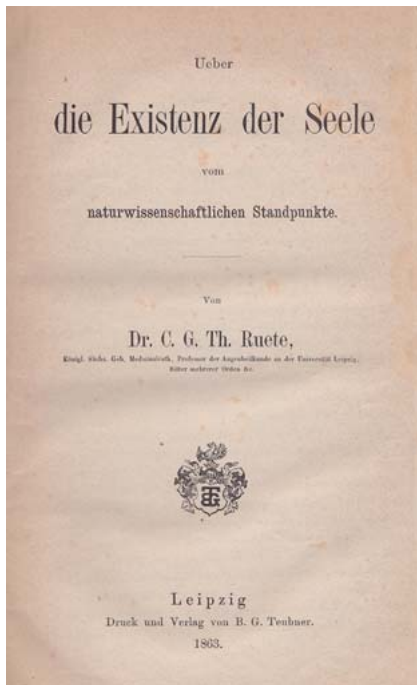 Ueber
die Existenz der Seele
vom
naturwissenschaftlichen Standpunkte.
Von
Dr. C. G. Th. Ruete,
Königl. Sächs. Geh. Medicinalrath, Professor der Augenheilkunde an der Universität Leipzig,
Ritter mehrerer Orden &c.
Leipzig
Druck und Verlag von B. G. Teubner.
1863.